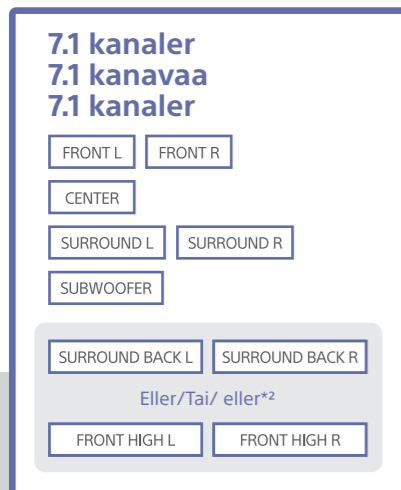 7.1 kanaler
7.1 kanavaa
7.1 kanaler
FRONT L FRONT R
CENTER
SURROUND L SURROUND R
SUBWOOFER
SURROUND BACK L SURROUND BACK R
Eller/Tai/ eller*²
FRONT HIGH L FRONT HIGH R